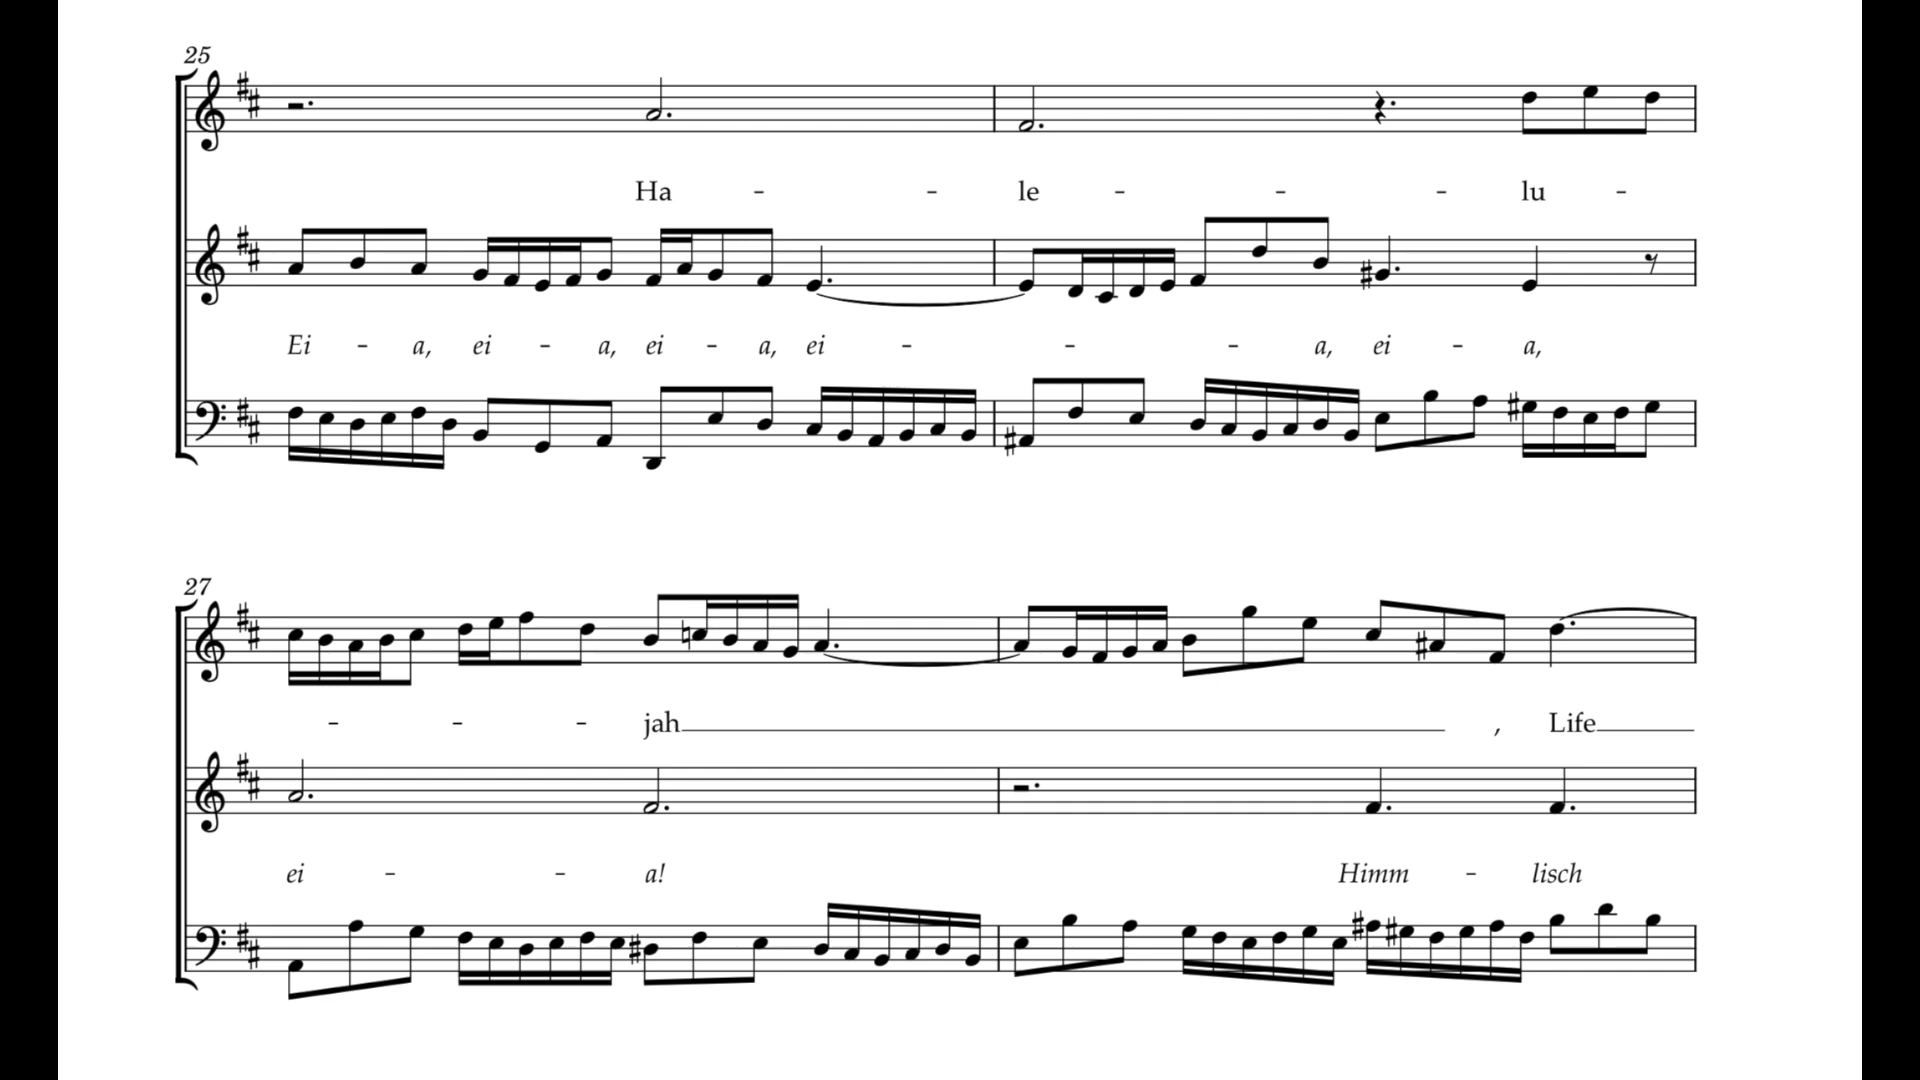 25
Ha - - le - - - lu -
Ei - a, ei - a, ei - a, ei - - - a, ei - a,
27
- - - jah , Life
ei - - a! Himm - lisch